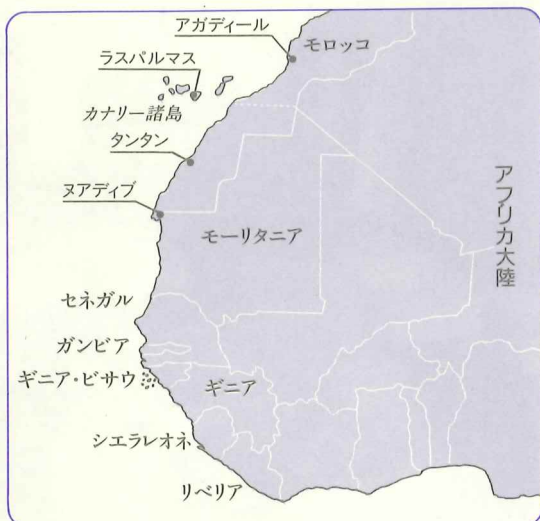 アガディール
モロッコ
ラスパルマス
カナリー諸島
タンタン
ヌアディブ
モーリタニア
アフリカ大陸
セネガル
ガンビア
ギニア・ビサウ
ギニア
シエラレオネ
リベリア